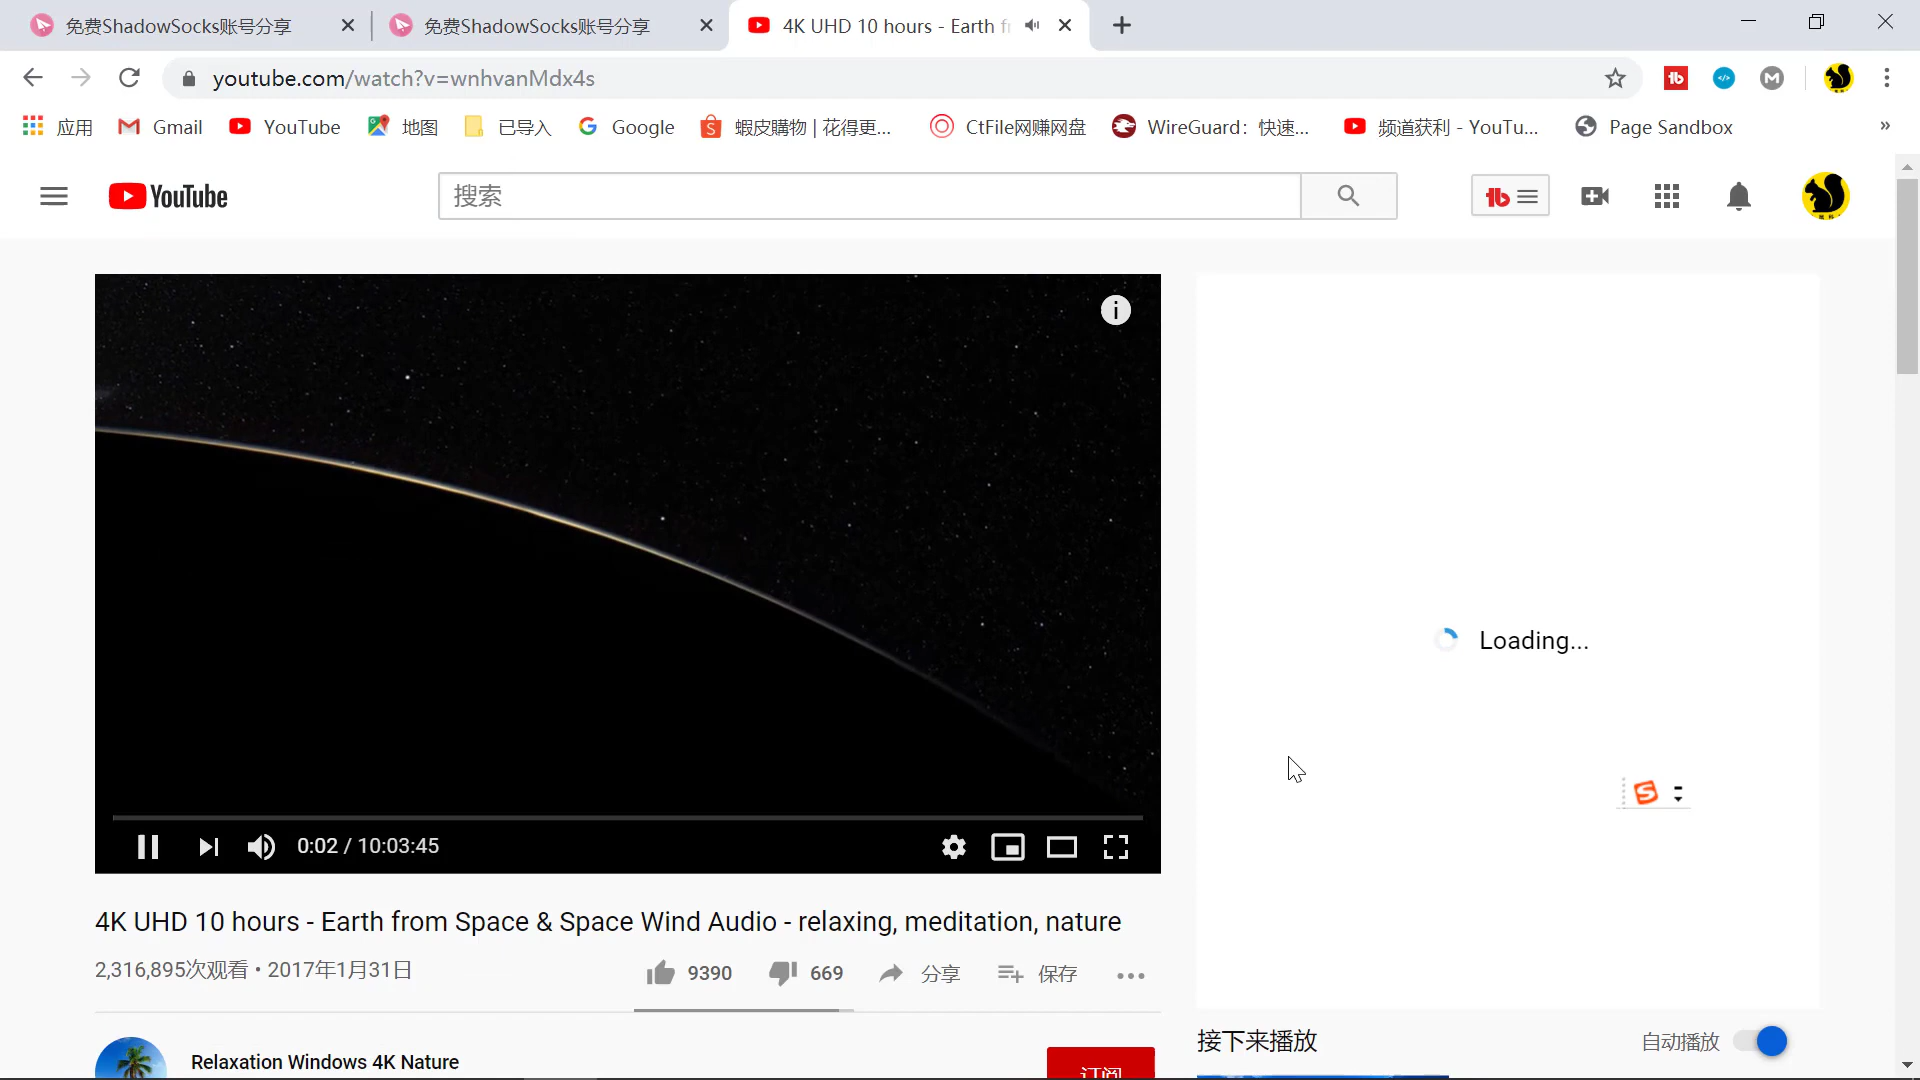 免费ShadowSocks账号分享
免费ShadowSocks账号分享
4K UHD 10 hours - Earth f
youtube.com/watch?v=wnhvanMdx4s
应用
Gmail
YouTube
地图
已导入
Google
蝦皮購物 | 花得更...
CtFile网赚网盘
WireGuard：快速...
频道获利 - YouTu...
Page Sandbox
»
YouTube
搜索
Loading...
0:02 / 10:03:45
4K UHD 10 hours - Earth from Space & Space Wind Audio - relaxing, meditation, nature
2,316,895次观看 • 2017年1月31日
9390
669
分享
保存
接下来播放
自动播放
Relaxation Windows 4K Nature
订阅